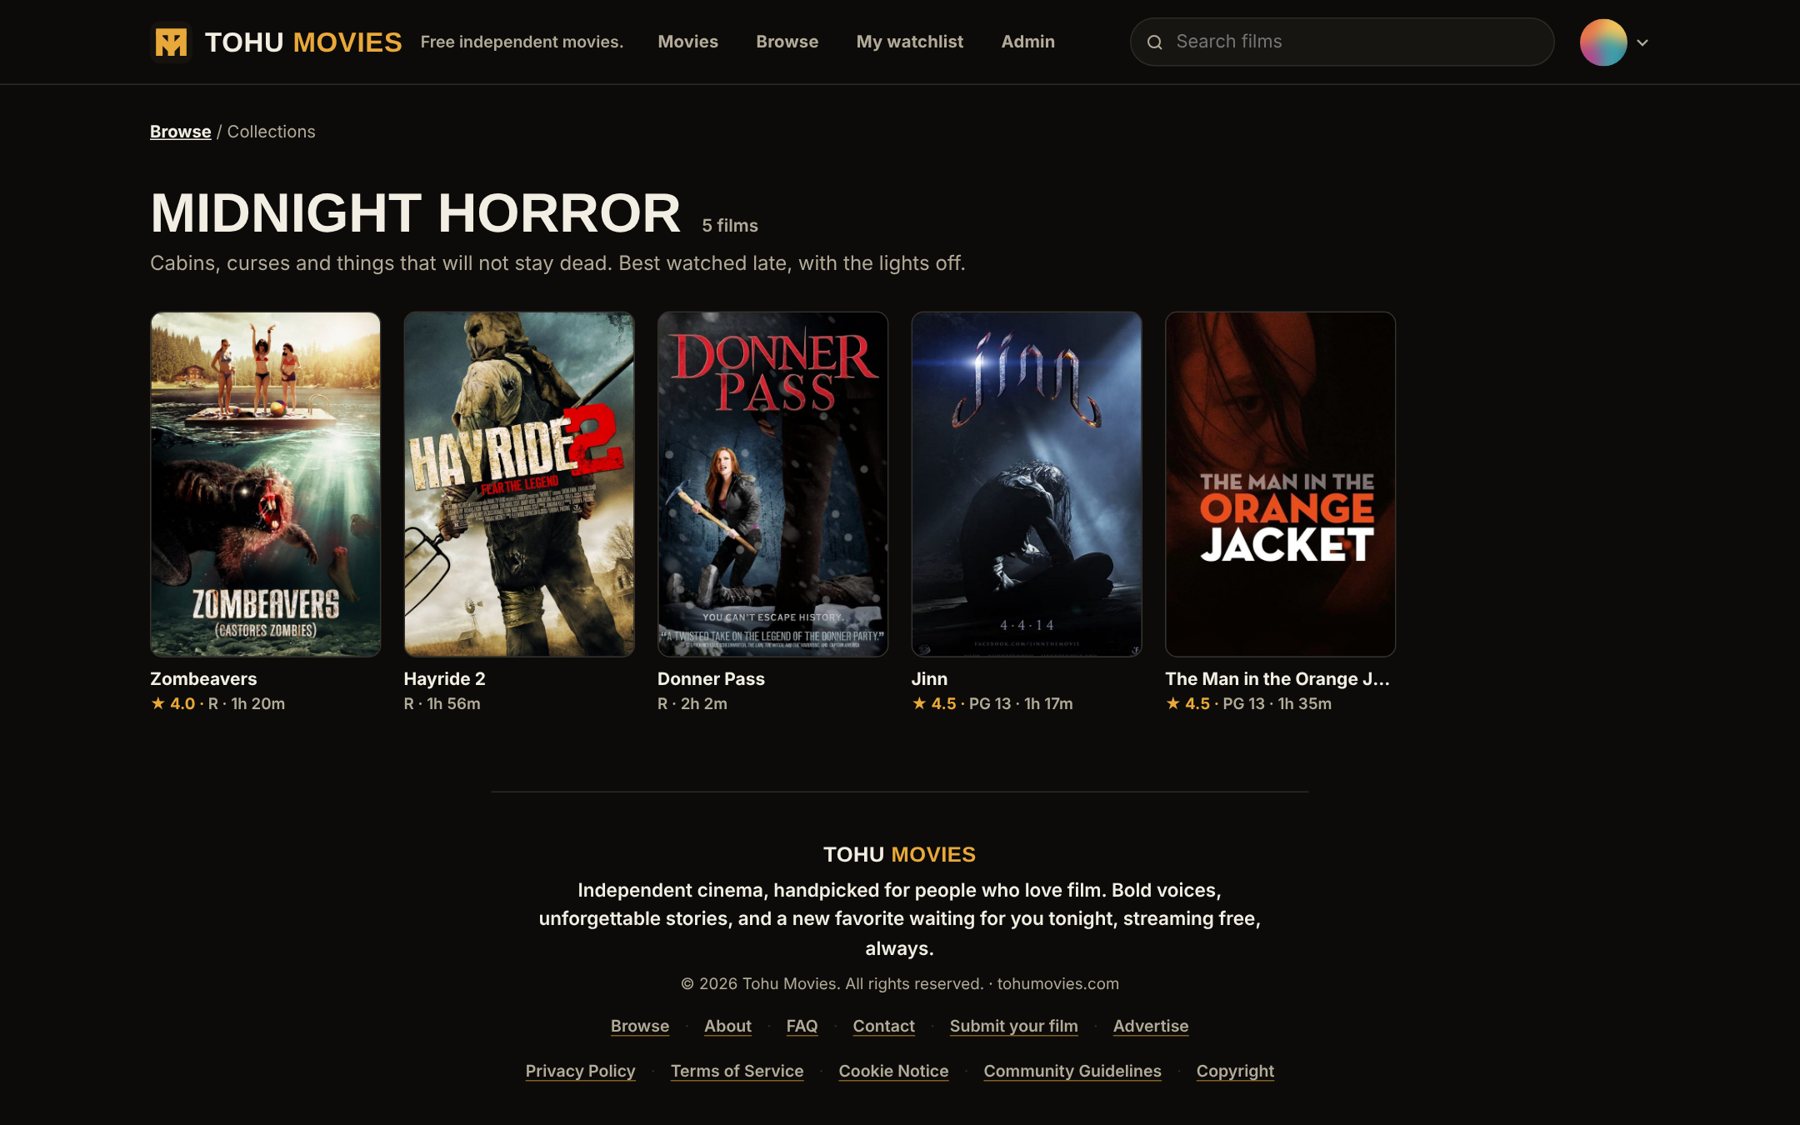 TOHU MOVIES
Free independent movies.
Movies
Browse
My watchlist
Admin
Search films
Browse / Collections
MIDNIGHT HORROR
5 films
Cabins, curses and things that will not stay dead. Best watched late, with the lights off.
ZOMBEAVERS
(CASTORES ZOMBIES)
HAYRIDE 2
FEAR THE LEGEND
DONNER
PASS
YOU CAN'T ESCAPE HISTORY.
"A TWISTED TAKE ON THE LEGEND OF THE DONNER PARTY."
jinn
4·4·14
FACEBOOK.COM/JINNTHEMOVIE
THE MAN IN THE
ORANGE
JACKET
Zombeavers
★ 4.0 · R · 1h 20m
Hayride 2
R · 1h 56m
Donner Pass
R · 2h 2m
Jinn
★ 4.5 · PG 13 · 1h 17m
The Man in the Orange J...
★ 4.5 · PG 13 · 1h 35m
TOHU MOVIES
Independent cinema, handpicked for people who love film. Bold voices,
unforgettable stories, and a new favorite waiting for you tonight, streaming free,
always.
© 2026 Tohu Movies. All rights reserved. · tohumovies.com
Browse · About · FAQ · Contact · Submit your film · Advertise
Privacy Policy · Terms of Service · Cookie Notice · Community Guidelines · Copyright